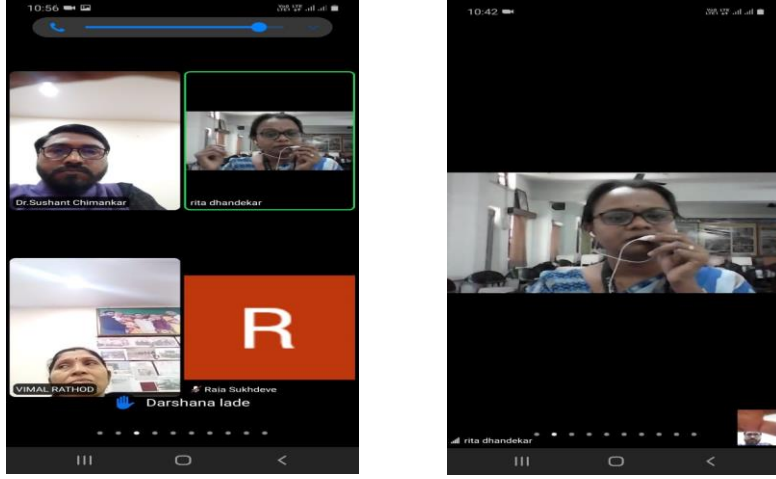 10:56
Dr.Sushant Chimankar
rita dhandekar
R
VIMAL RATHOD
Raja Sukhdeve
Darshana lade
10:42
rita dhandekar